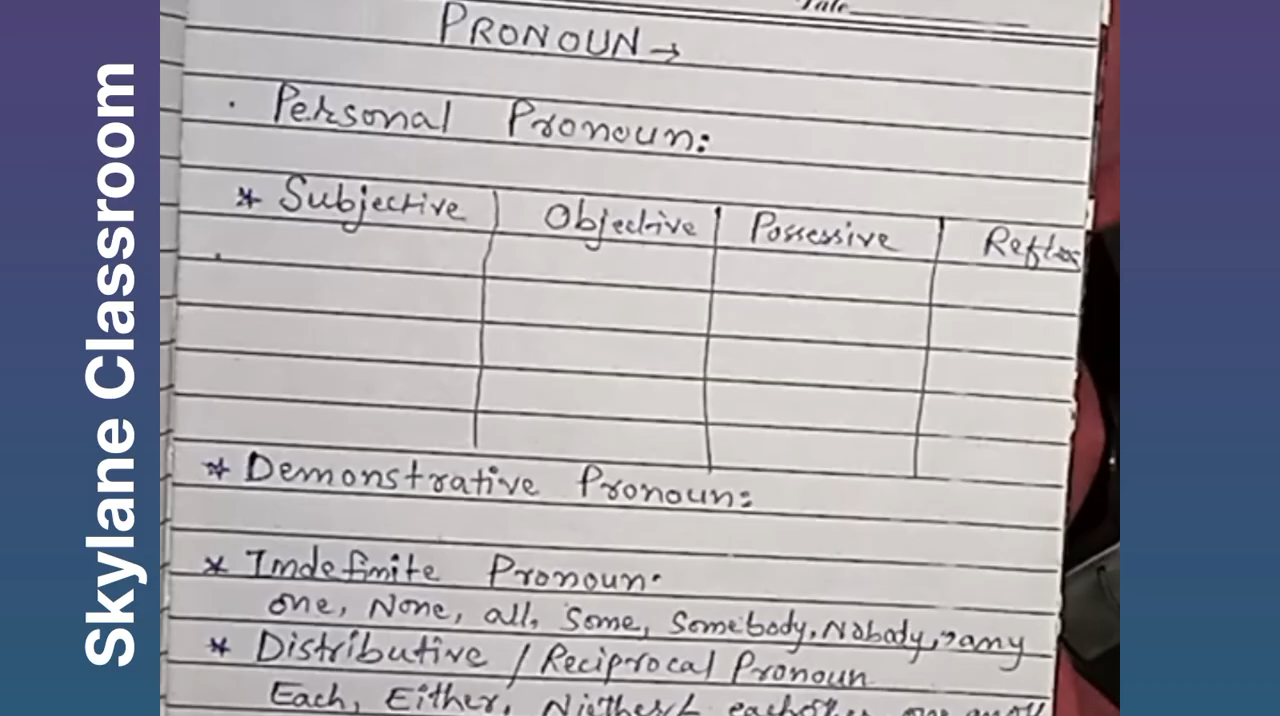 Skylane Classroom
PRONOUN →
. Personal Pronoun:
* Subjective | Objective | Possessive |
* Demonstrative Pronoun:
* Indefinite Pronoun.
one, None, all, Some, Somebody, Nobody, any
* Distributive / Reciprocal Pronoun
Each, Either,